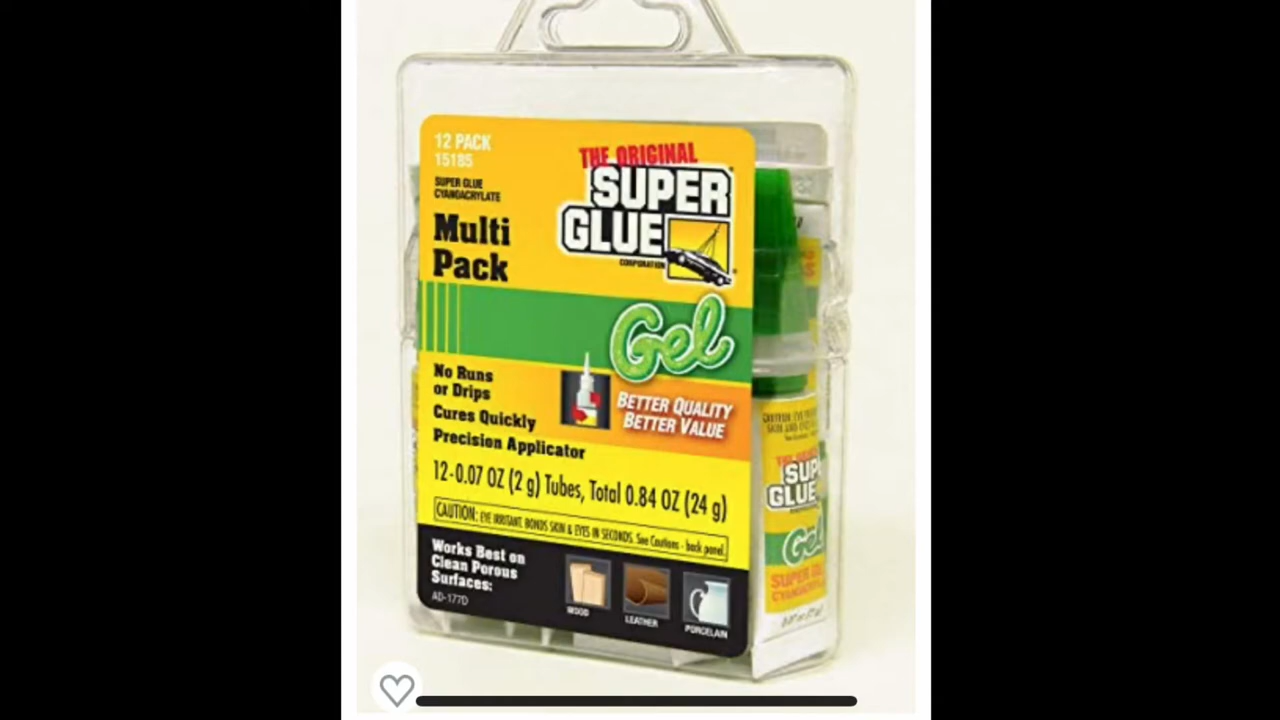 12 PACK
15185
SUPER GLUE
CYANOACRYLATE
Multi
Pack
THE ORIGINAL
SUPER
GLUE
CORPORATION
Gel
No Runs
or Drips
Cures Quickly
Precision Applicator
BETTER QUALITY
BETTER VALUE
12-0.07 OZ (2 g) Tubes, Total 0.84 OZ (24 g)
CAUTION: EYE IRRITANT. BONDS SKIN & EYES IN SECONDS. See Cautions - back panel.
Works Best on
Clean Porous
Surfaces:
AD-177D
WOOD
LEATHER
PORCELAIN
SUP
GLUE
Gel
SUPER